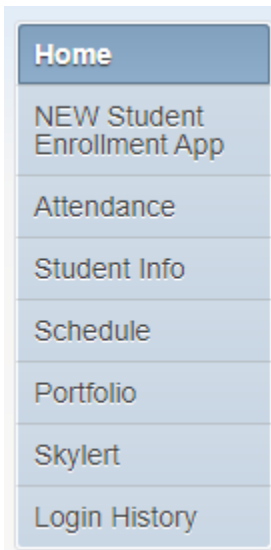 Home
NEW Student
Enrollment App
Attendance
Student Info
Schedule
Portfolio
Skylert
Login History